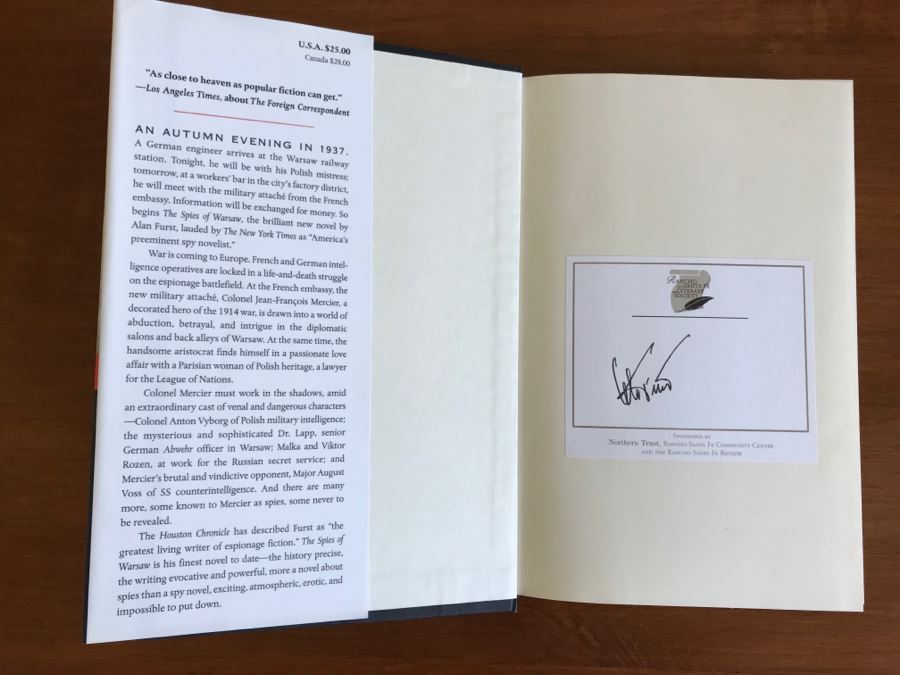 U.S.A. $25.00
Canada $28.00
"As close to heaven as popular fiction can get."
—Los Angeles Times, about The Foreign Correspondent
AN AUTUMN EVENING IN 1937.
A German engineer arrives at the Warsaw railway
station. Tonight, he will be with his Polish mistress;
tomorrow, at a workers' bar in the city's factory district,
he will meet with the military attaché from the French
embassy. Information will be exchanged for money. So
begins The Spies of Warsaw, the brilliant new novel by
Alan Furst, lauded by The New York Times as "America's
preeminent spy novelist."
War is coming to Europe. French and German intel-
ligence operatives are locked in a life-and-death struggle
on the espionage battlefield. At the French embassy, the
new military attaché, Colonel Jean-François Mercier, a
decorated hero of the 1914 war, is drawn into a world of
abduction, betrayal, and intrigue in the diplomatic
salons and back alleys of Warsaw. At the same time, the
handsome aristocrat finds himself in a passionate love
affair with a Parisian woman of Polish heritage, a lawyer
for the League of Nations.
Colonel Mercier must work in the shadows, amid
an extraordinary cast of venal and dangerous characters
—Colonel Anton Vyborg of Polish military intelligence;
the mysterious and sophisticated Dr. Lapp, senior
German Abwehr officer in Warsaw; Malka and Viktor
Rozen, at work for the Russian secret service; and
Mercier's brutal and vindictive opponent, Major August
Voss of SS counterintelligence. And there are many
more, some known to Mercier as spies, some never to
be revealed.
The Houston Chronicle has described Furst as "the
greatest living writer of espionage fiction." The Spies of
Warsaw is his finest novel to date—the history precise,
the writing evocative and powerful, more a novel about
spies than a spy novel, exciting, atmospheric, erotic, and
impossible to put down.
RANCHO
SANTA FE
LITERARY
SOCIETY
SPONSORED BY
Northern Trust, RANCHO SANTA FE COMMUNITY CENTER
AND THE RANCHO SANTA FE REVIEW